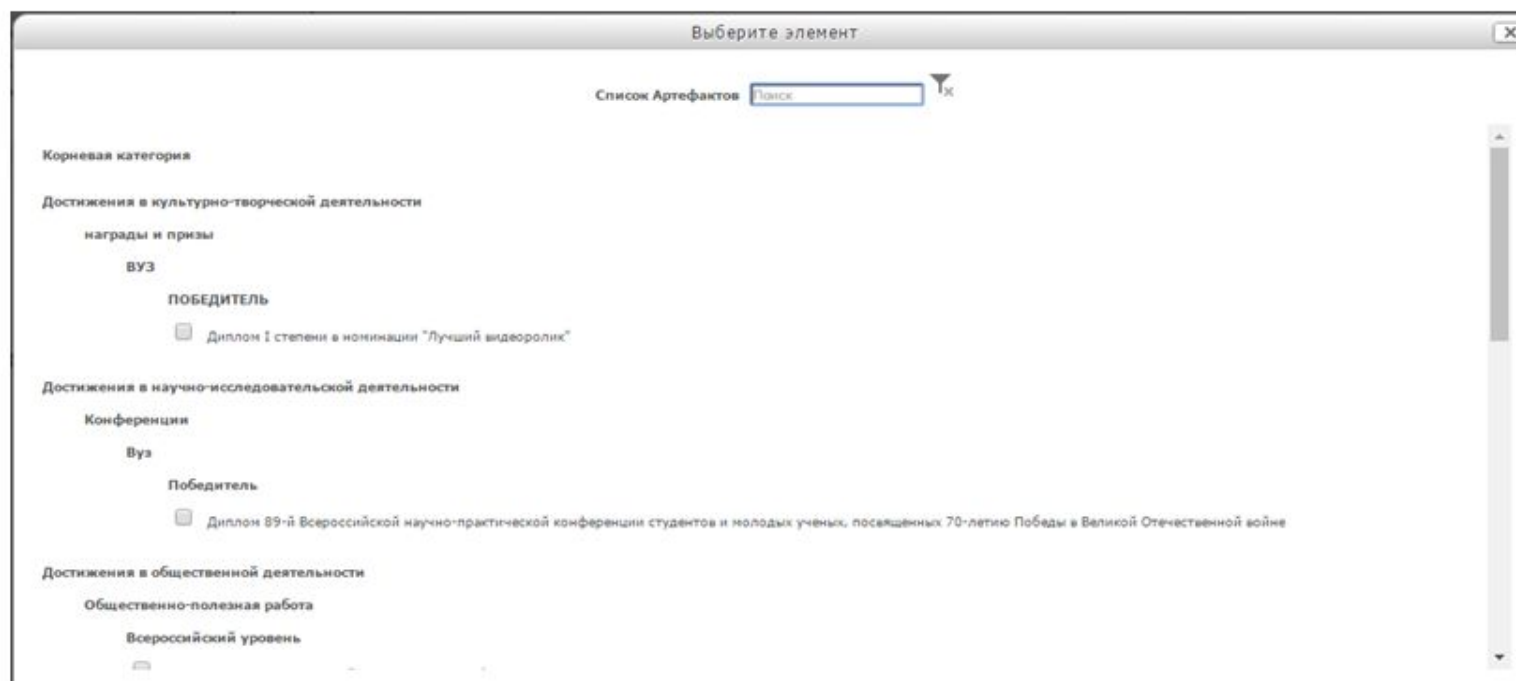 Выберите элемент
Список Артефактов Поиск
Корневая категория
Достижения в культурно-творческой деятельности
награды и призы
ВУЗ
ПОБЕДИТЕЛЬ
Диплом I степени в номинации "Лучший видеоролик"
Достижения в научно-исследовательской деятельности
Конференции
Вуз
Победитель
Диплом 89-й Всероссийской научно-практической конференции студентов и молодых ученых, посвященных 70-летию Победы в Великой Отечественной войне
Достижения в общественной деятельности
Общественно-полезная работа
Всероссийский уровень